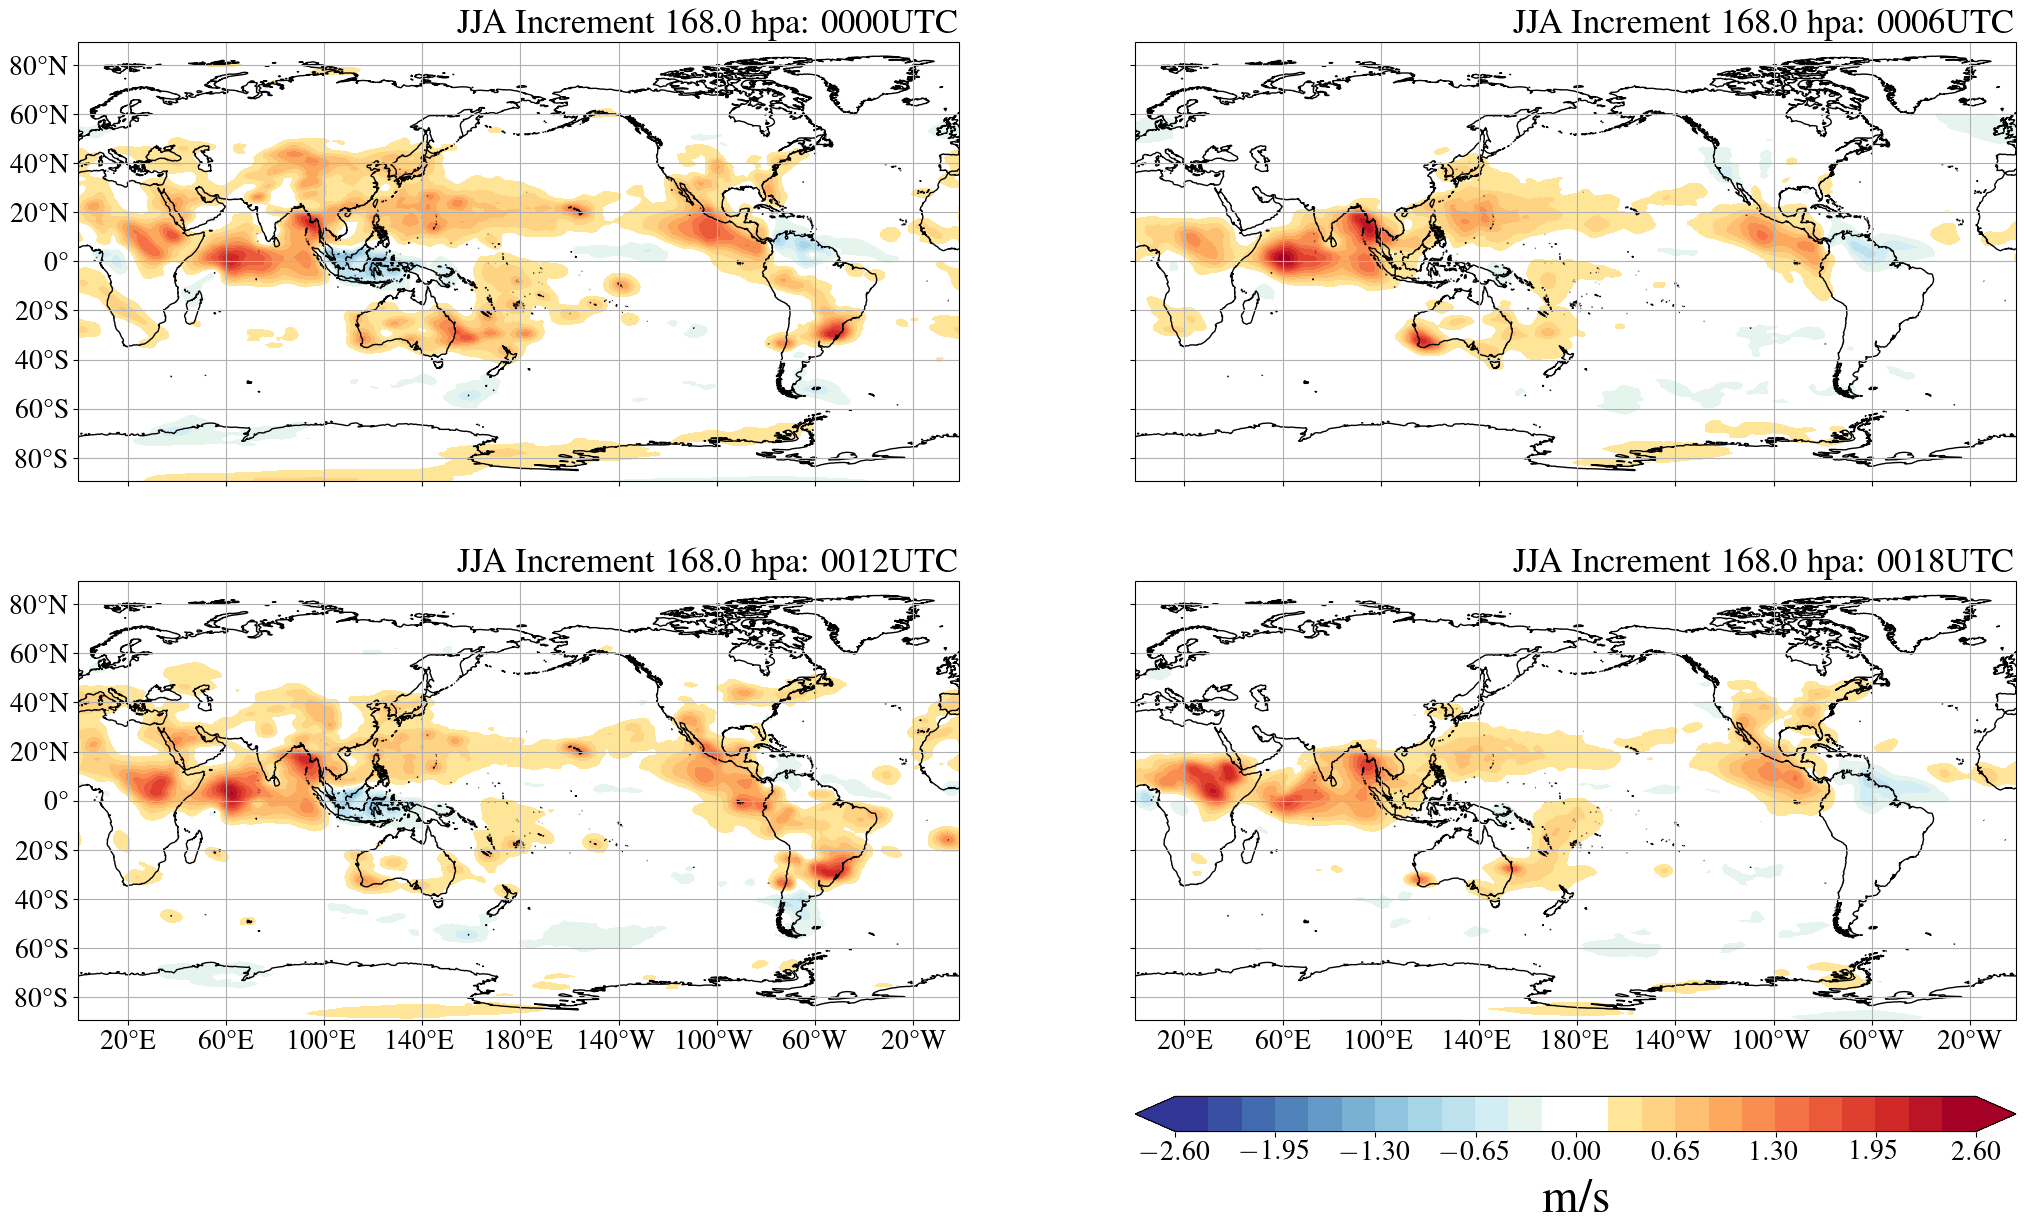 JJA Increment 168.0 hpa: 0000UTC
JJA Increment 168.0 hpa: 0006UTC
80°N
60°N
40°N
20°N
0°
20°S
40°S
60°S
80°S
JJA Increment 168.0 hpa: 0012UTC
JJA Increment 168.0 hpa: 0018UTC
80°N
60°N
40°N
20°N
0°
20°S
40°S
60°S
80°S
20°E 60°E 100°E 140°E 180°E 140°W 100°W 60°W 20°W
20°E 60°E 100°E 140°E 180°E 140°W 100°W 60°W 20°W
−2.60 −1.95 −1.30 −0.65 0.00 0.65 1.30 1.95 2.60
m/s